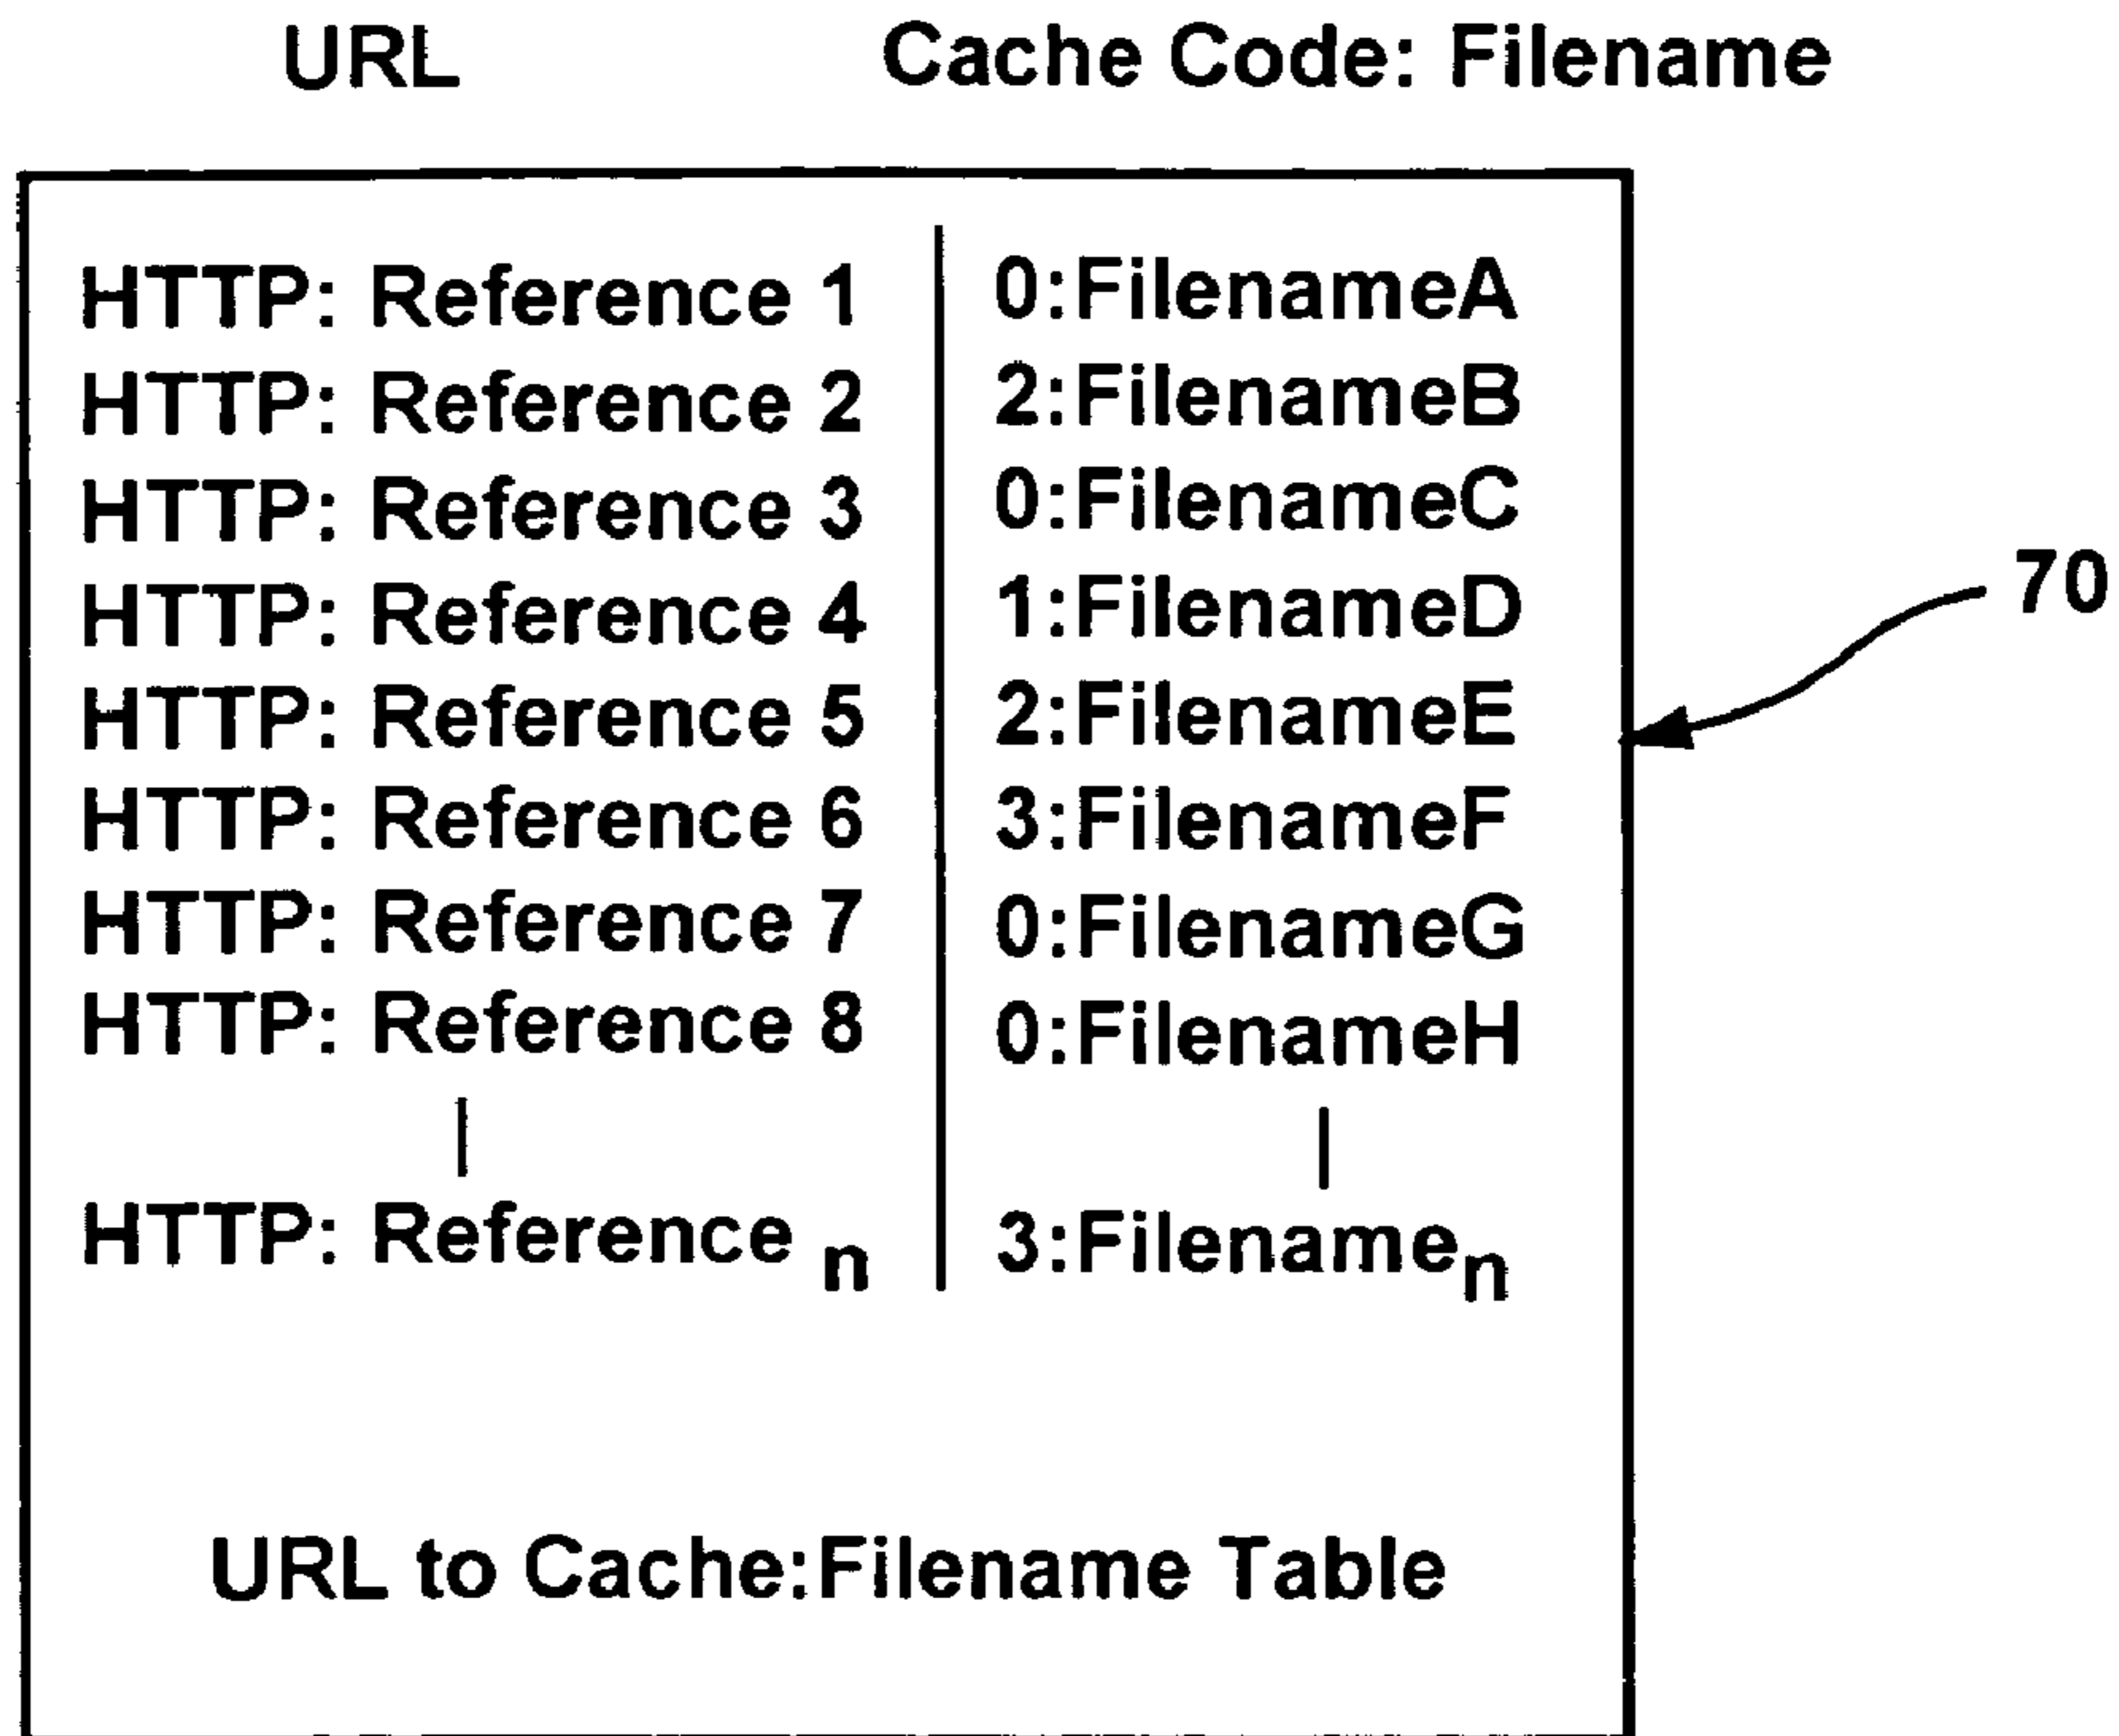 URL Cache Code: Filename
HTTP: Reference 1 0:FilenameA
HTTP: Reference 2 2:FilenameB
HTTP: Reference 3 0:FilenameC
HTTP: Reference 4 1:FilenameD
70
HTTP: Reference 5 2:FilenameE
HTTP: Reference 6 3:FilenameF
HTTP: Reference 7 0:FilenameG
HTTP: Reference 8 0:FilenameH
HTTP: Reference n 3:Filenamen
URL to Cache:Filename Table